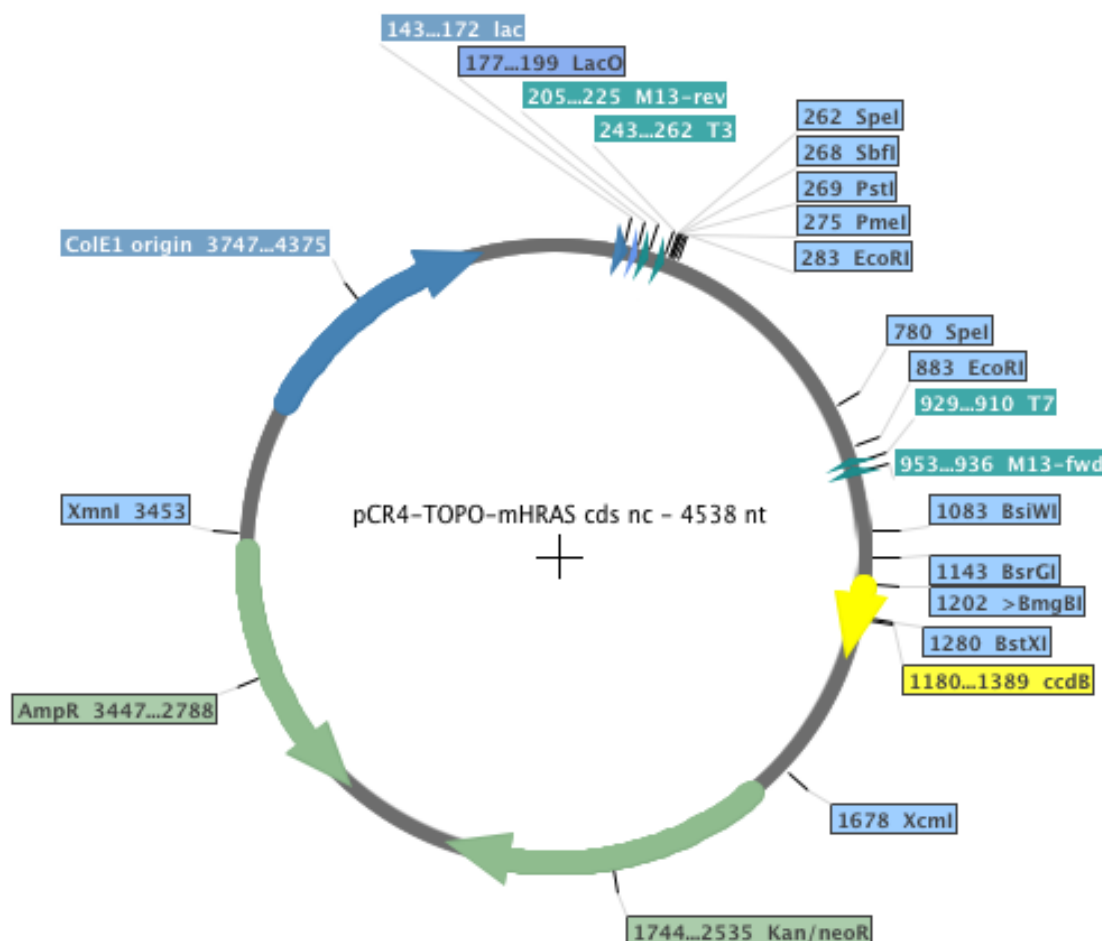 143...172 lac
177...199 LacO
205...225 M13-rev
243...262 T3
262 SpeI
268 SbfI
269 PstI
275 PmeI
283 EcoRI
ColE1 origin 3747...4375
780 SpeI
883 EcoRI
929...910 T7
953...936 M13-fwd
XmnI 3453
pCR4-TOPO-mHRAS cds nc - 4538 nt
1083 BsiWI
1143 BsrGI
1202 >BmgBI
1280 BstXI
1180...1389 ccdB
AmpR 3447...2788
1678 XcmI
1744...2535 Kan/neoR